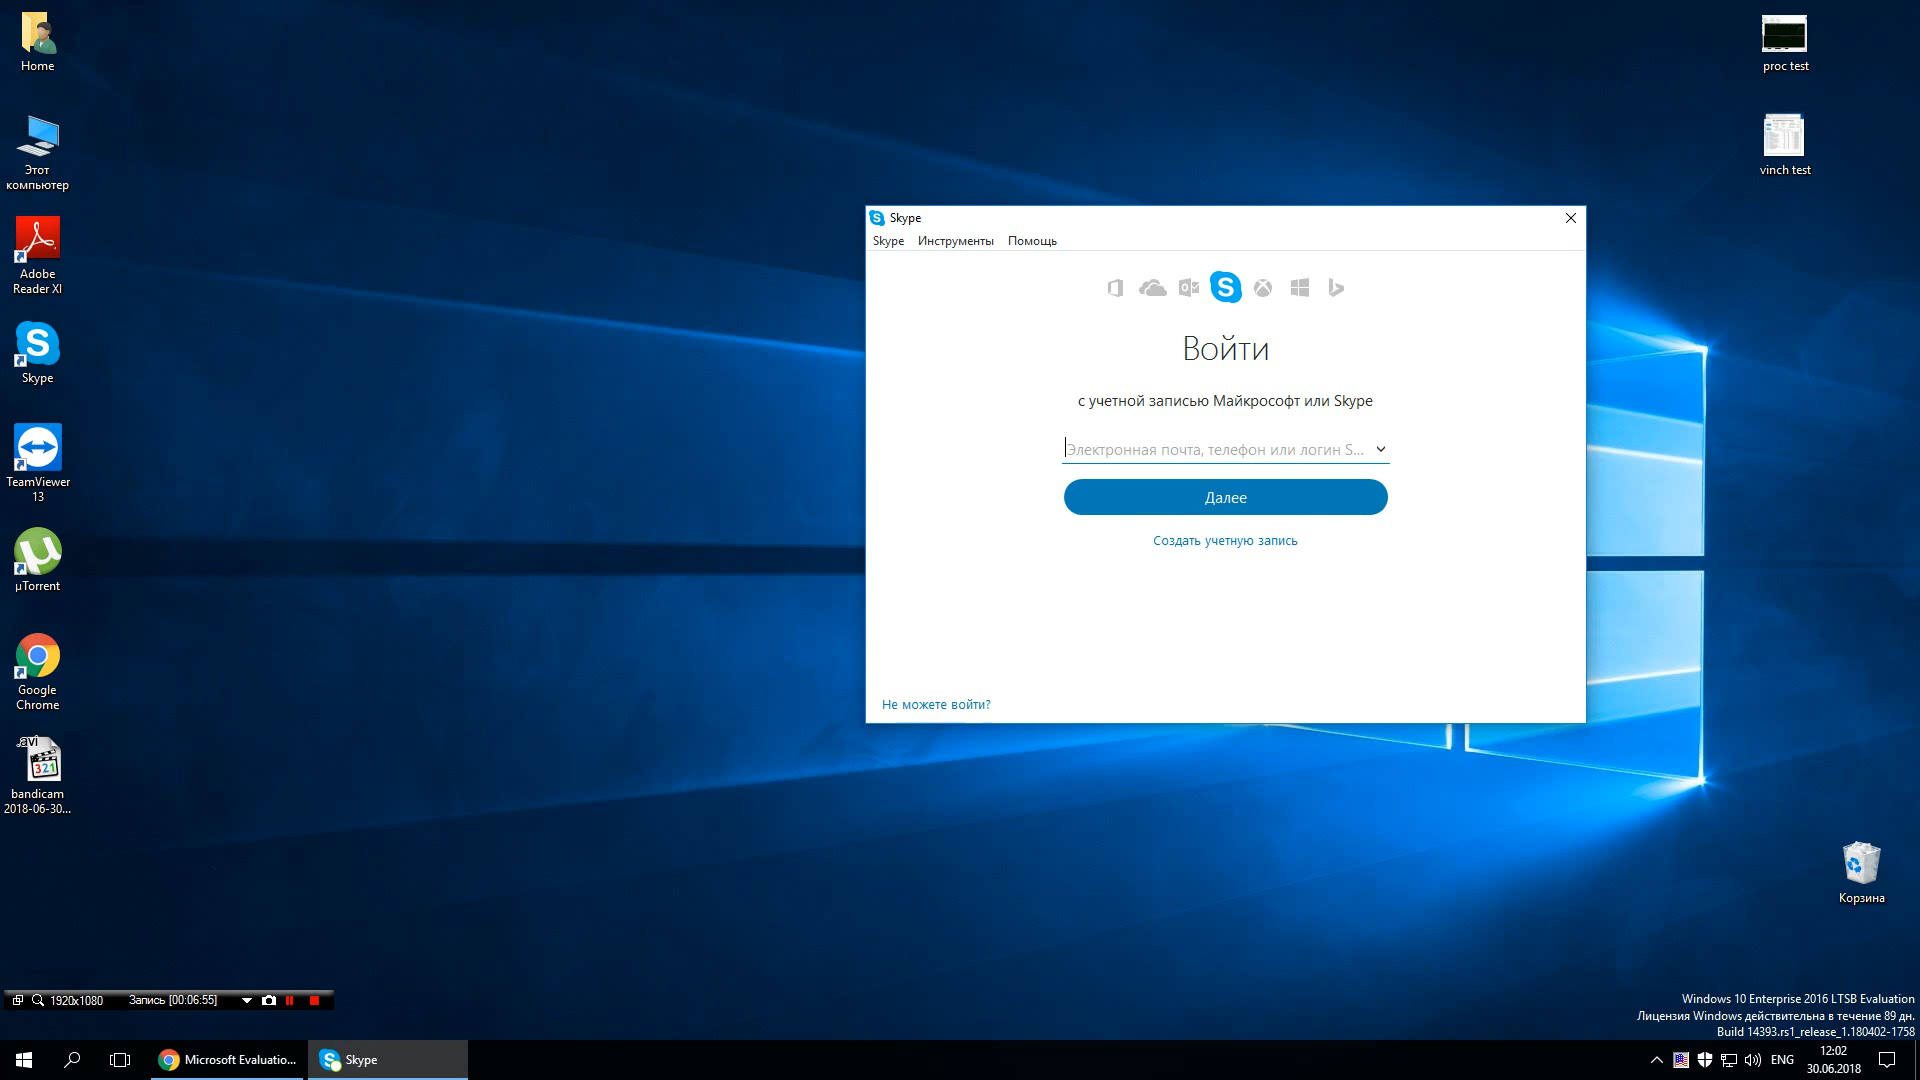 Home
Этот
компьютер
Adobe
Reader XI
Skype
TeamViewer
13
µTorrent
Google
Chrome
.avi
321
bandicam
2018-06-30...
proc test
vinch test
Skype
Skype Инструменты Помощь
Войти
с учетной записью Майкрософт или Skype
Электронная почта, телефон или логин S...
Далее
Создать учетную запись
Не можете войти?
Корзина
1920x1080 Запись [00:06:55]
Windows 10 Enterprise 2016 LTSB Evaluation
Лицензия Windows действительна в течение 89 дн.
Build 14393.rs1_release_1.180402-1758
Microsoft Evaluatio...
Skype
ENG
12:02
30.06.2018